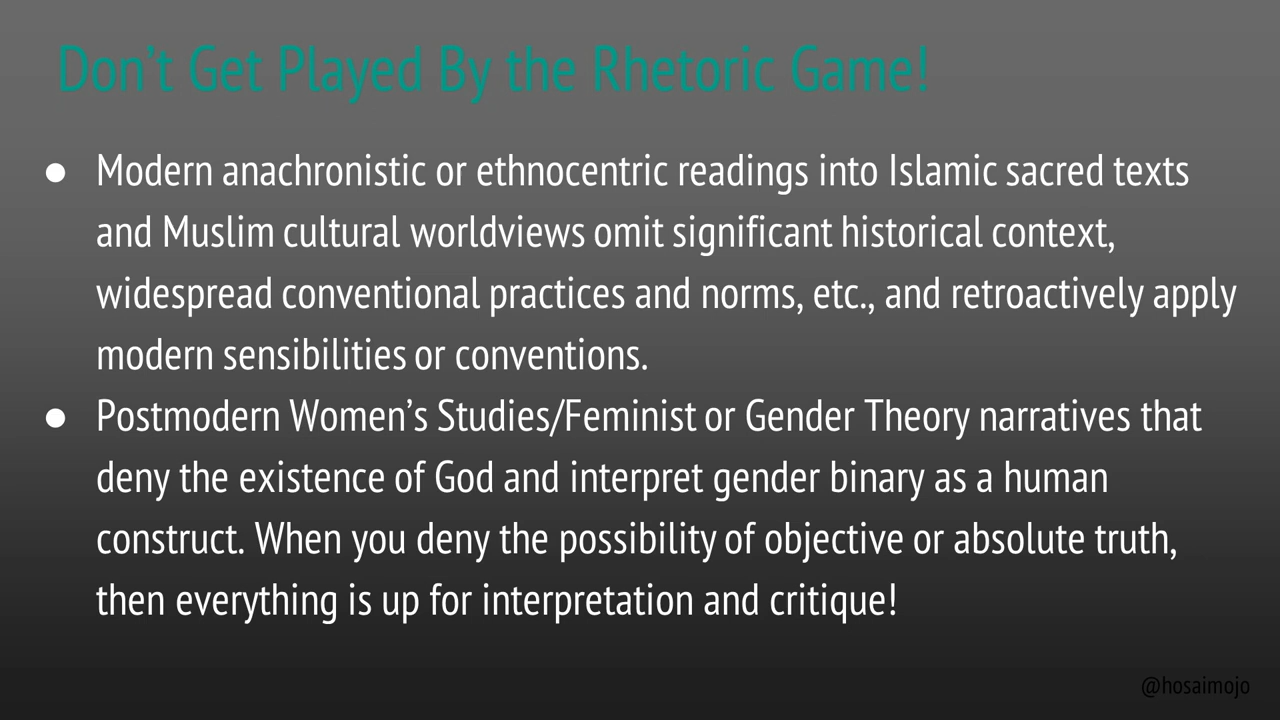 Don't Get Played By the Rhetoric Game!
● Modern anachronistic or ethnocentric readings into Islamic sacred texts
and Muslim cultural worldviews omit significant historical context,
widespread conventional practices and norms, etc., and retroactively apply
modern sensibilities or conventions.
● Postmodern Women's Studies/Feminist or Gender Theory narratives that
deny the existence of God and interpret gender binary as a human
construct. When you deny the possibility of objective or absolute truth,
then everything is up for interpretation and critique!
@hosaimojo